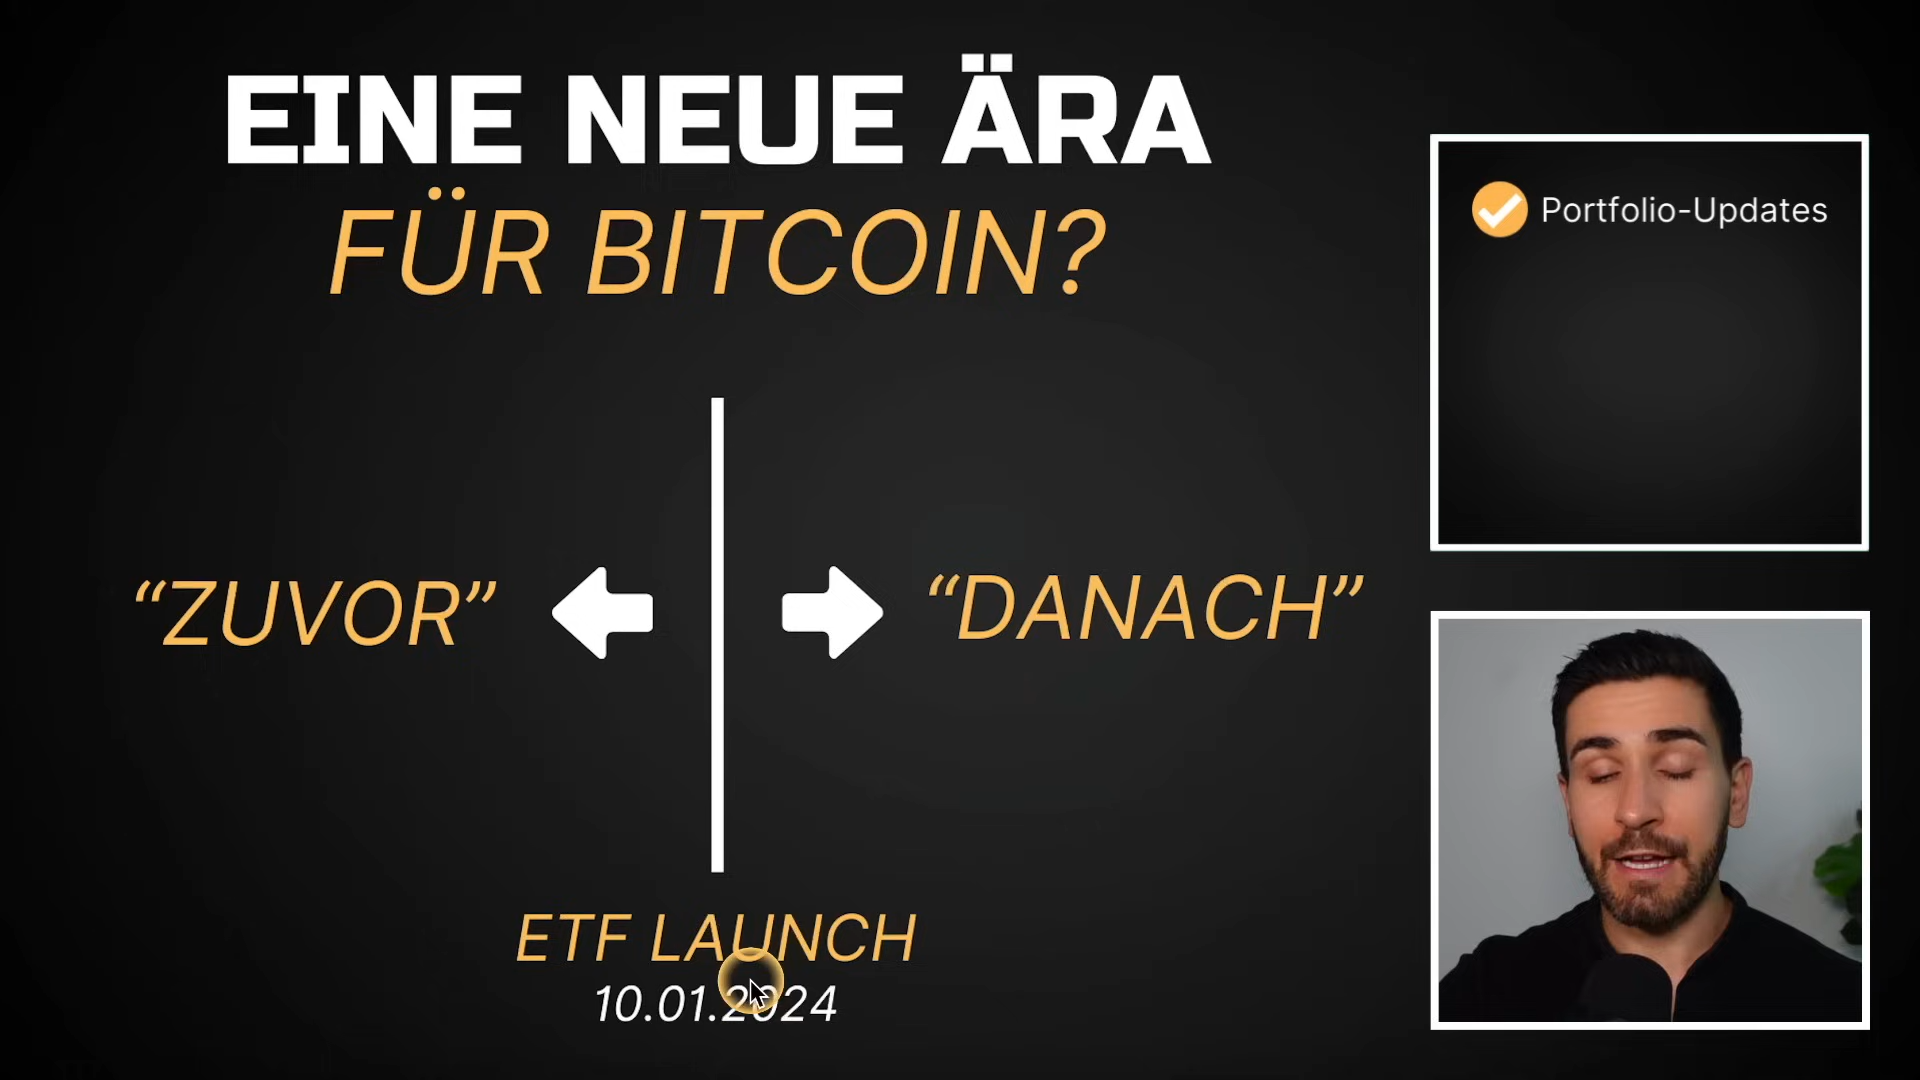 EINE NEUE ÄRA
FÜR BITCOIN?
Portfolio-Updates
“ZUVOR”
“DANACH”
ETF LAUNCH
10.01.2024